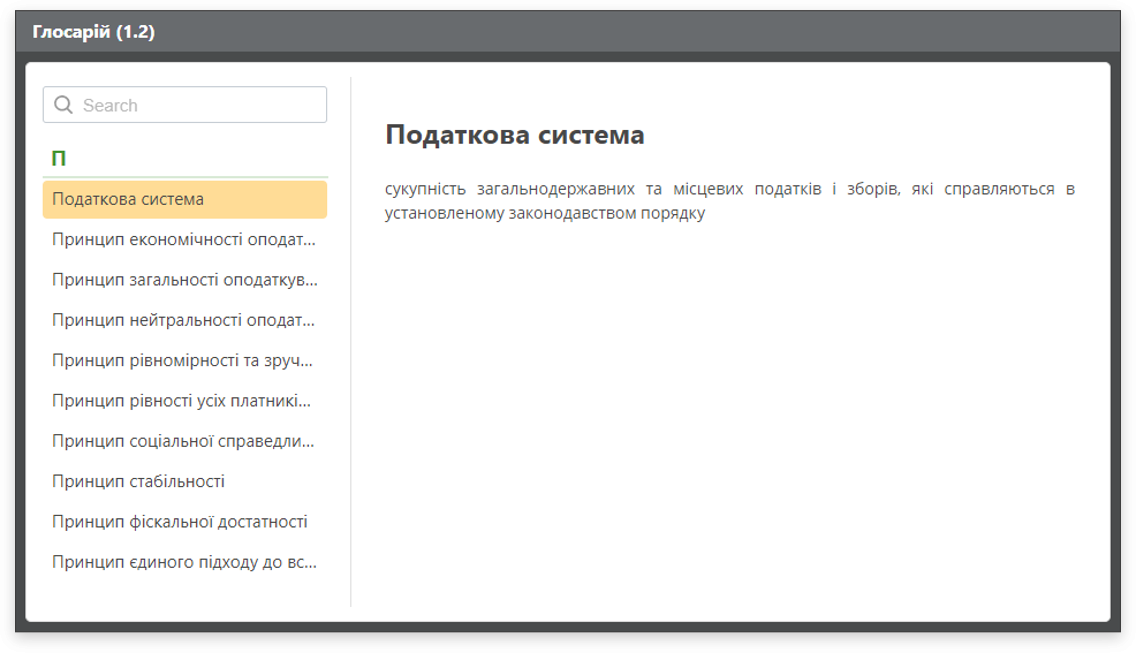 Глосарій (1.2)
Search
П
Податкова система
Принцип економічності оподат...
Принцип загальності оподаткув...
Принцип нейтральності оподат...
Принцип рівномірності та зруч...
Принцип рівності усіх платникі...
Принцип соціальної справедли...
Принцип стабільності
Принцип фіскальної достатності
Принцип єдиного підходу до вс...
Податкова система
сукупність загальнодержавних та місцевих податків і зборів, які справляються в
установленому законодавством порядку